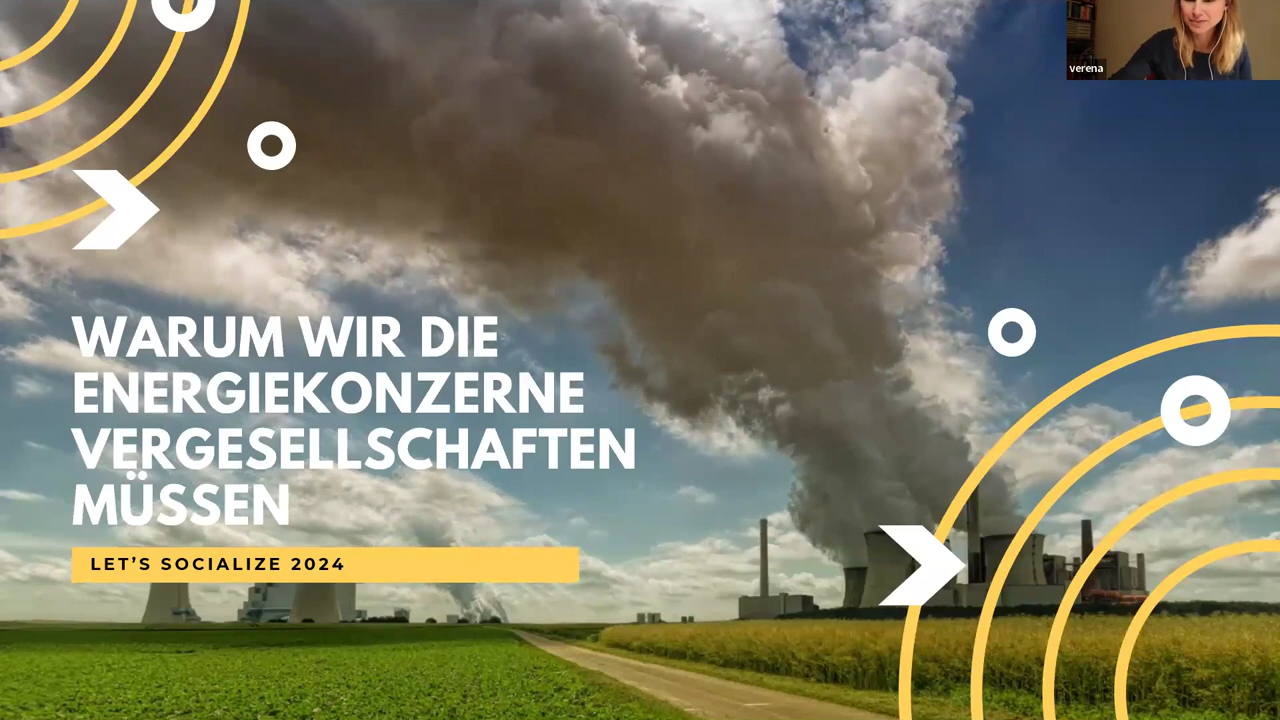 verena
WARUM WIR DIE
ENERGIEKONZERNE
VERGESELLSCHAFTEN
MÜSSEN
LET'S SOCIALIZE 2024